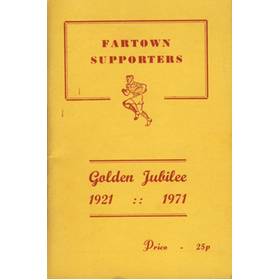 FARTOWN
SUPPORTERS
Golden Jubilee
1921 :: 1971
Price - 25p